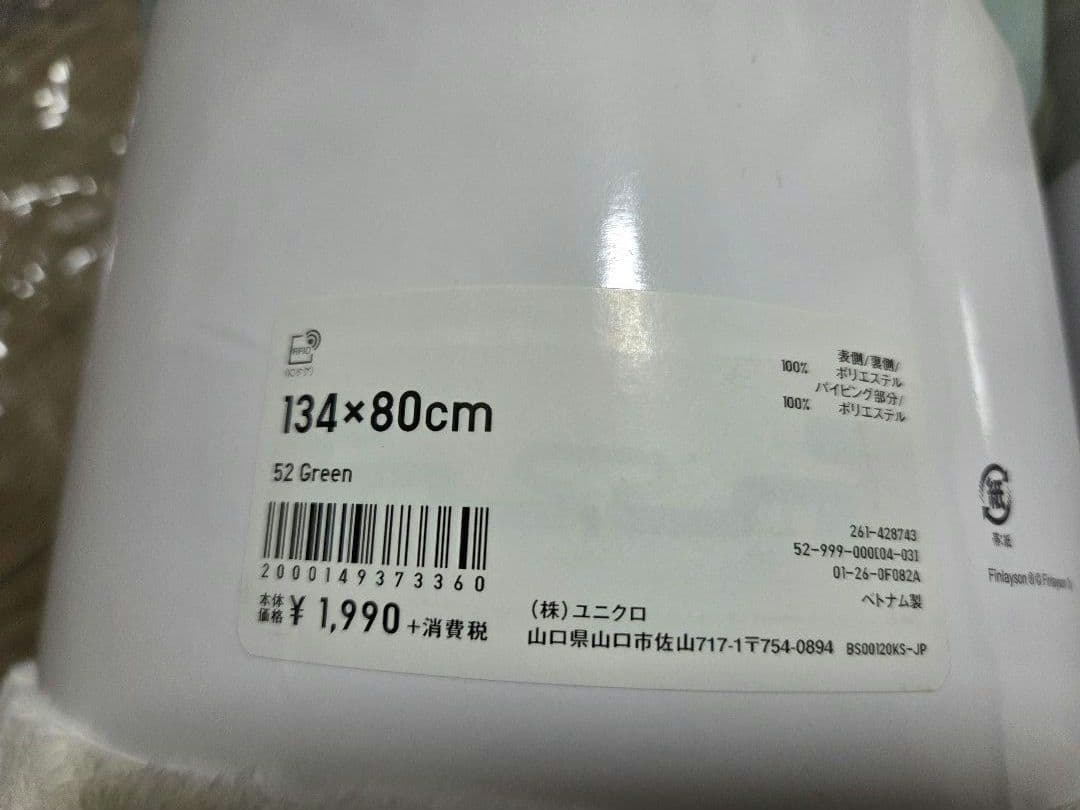 RFID
134×80cm
52 Green
2000149373360
本体価格 ¥ 1,990 +消費税
表側/裏側/
100% ポリエステル
パイピング部分/
100% ポリエステル
261-428743
52-999-000(04-03)
01-26-0F082A
ベトナム製
(株)ユニクロ
山口県山口市佐山717-1〒754-0894 BS00120KS-JP
紙
Finlayson ® © Finlayson